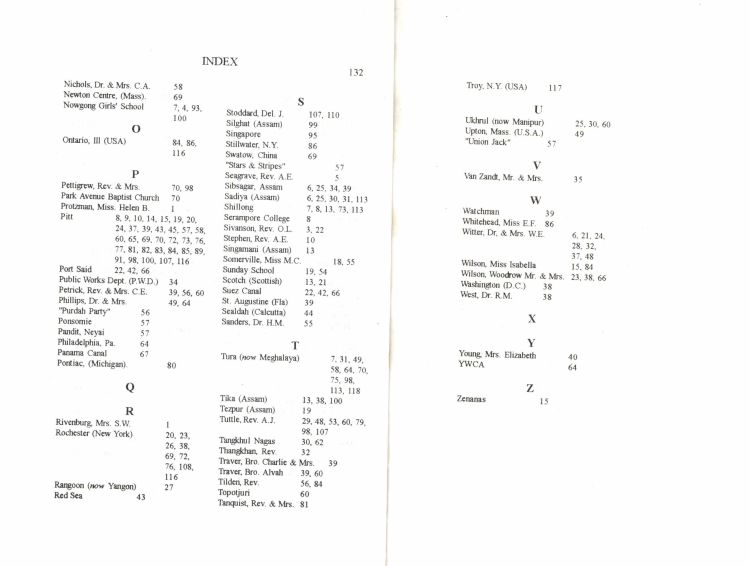 INDEX
132
Nichols, Dr. & Mrs. C.A. 58
Newton Centre, (Mass). 69
Nowgong Girls' School 7, 4, 93,
100
O
Ontario, Ill (USA) 84, 86,
116
P
Pettigrew, Rev. & Mrs. 70, 98
Park Avenue Baptist Church 70
Protzman, Miss. Helen B. 1
Pitt 8, 9, 10, 14, 15, 19, 20,
24, 37, 39, 43, 45, 57, 58,
60, 65, 69, 70, 72, 73, 76,
77, 81, 82, 83, 84, 85, 89,
91, 98, 100, 107, 116
Port Said 22, 42, 66
Public Works Dept. (P.W.D.) 34
Petrick, Rev. & Mrs. C.E. 39, 56, 60
Phillips, Dr. & Mrs. 49, 64
"Purdah Party" 56
Ponsomie 57
Pandit, Neyai 57
Philadelphia, Pa. 64
Panama Canal 67
Pontiac, (Michigan). 80
Q
R
Rivenburg, Mrs. S.W. 1
Rochester (New York) 20, 23,
26, 38,
69, 72,
76, 108,
116
Rangoon (now Yangon) 27
Red Sea 43
S
Stoddard, Del. J. 107, 110
Silghat (Assam) 99
Singapore 95
Stillwater, N.Y. 86
Swatow, China 69
"Stars & Stripes" 57
Seagrave, Rev. A.E. 5
Sibsagar, Assam 6, 25, 34, 39
Sadiya (Assam) 6, 25, 30, 31, 113
Shillong 7, 8, 13, 73, 113
Serampore College 8
Sivanson, Rev. O.L. 3, 22
Stephen, Rev. A.E. 10
Singamani (Assam) 13
Somerville, Miss M.C. 18, 55
Sunday School 19, 54
Scotch (Scottish) 13, 21
Suez Canal 22, 42, 66
St. Augustine (Fla) 39
Sealdah (Calcutta) 44
Sanders, Dr. H.M. 55
T
Tura (now Meghalaya) 7, 31, 49,
58, 64, 70,
75, 98,
113, 118
Tika (Assam) 13, 38, 100
Tezpur (Assam) 19
Tuttle, Rev. A.J. 29, 48, 53, 60, 79,
98, 107
Tangkhul Nagas 30, 62
Thangkhan, Rev. 32
Traver, Bro. Charlie & Mrs. 39
Traver, Bro. Alvah 39, 60
Tilden, Rev. 56, 84
Topotjuri 60
Tanquist, Rev. & Mrs. 81
Troy, N.Y. (USA) 117
U
Ukhrul (now Manipur) 25, 30, 60
Upton, Mass. (U.S.A.) 49
"Union Jack" 57
V
Van Zandt, Mr. & Mrs. 35
W
Watchman 39
Whitehead, Miss E.F. 86
Witter, Dr, & Mrs. W.E. 6, 21, 24,
28, 32,
37, 48
Wilson, Miss Isabella 15, 84
Wilson, Woodrow Mr. & Mrs. 23, 38, 66
Washington (D.C.) 38
West, Dr. R.M. 38
X
Y
Young, Mrs. Elizabeth 40
YWCA 64
Z
Zenanas 15